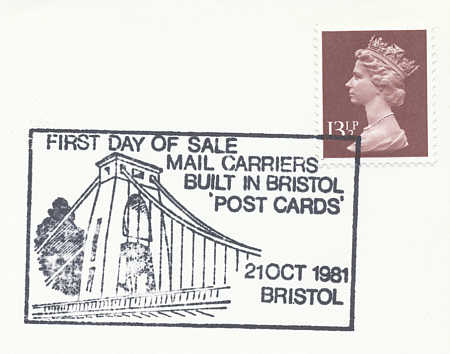 13½P
FIRST DAY OF SALE
MAIL CARRIERS
BUILT IN BRISTOL
'POST CARDS'
21 OCT 1981
BRISTOL